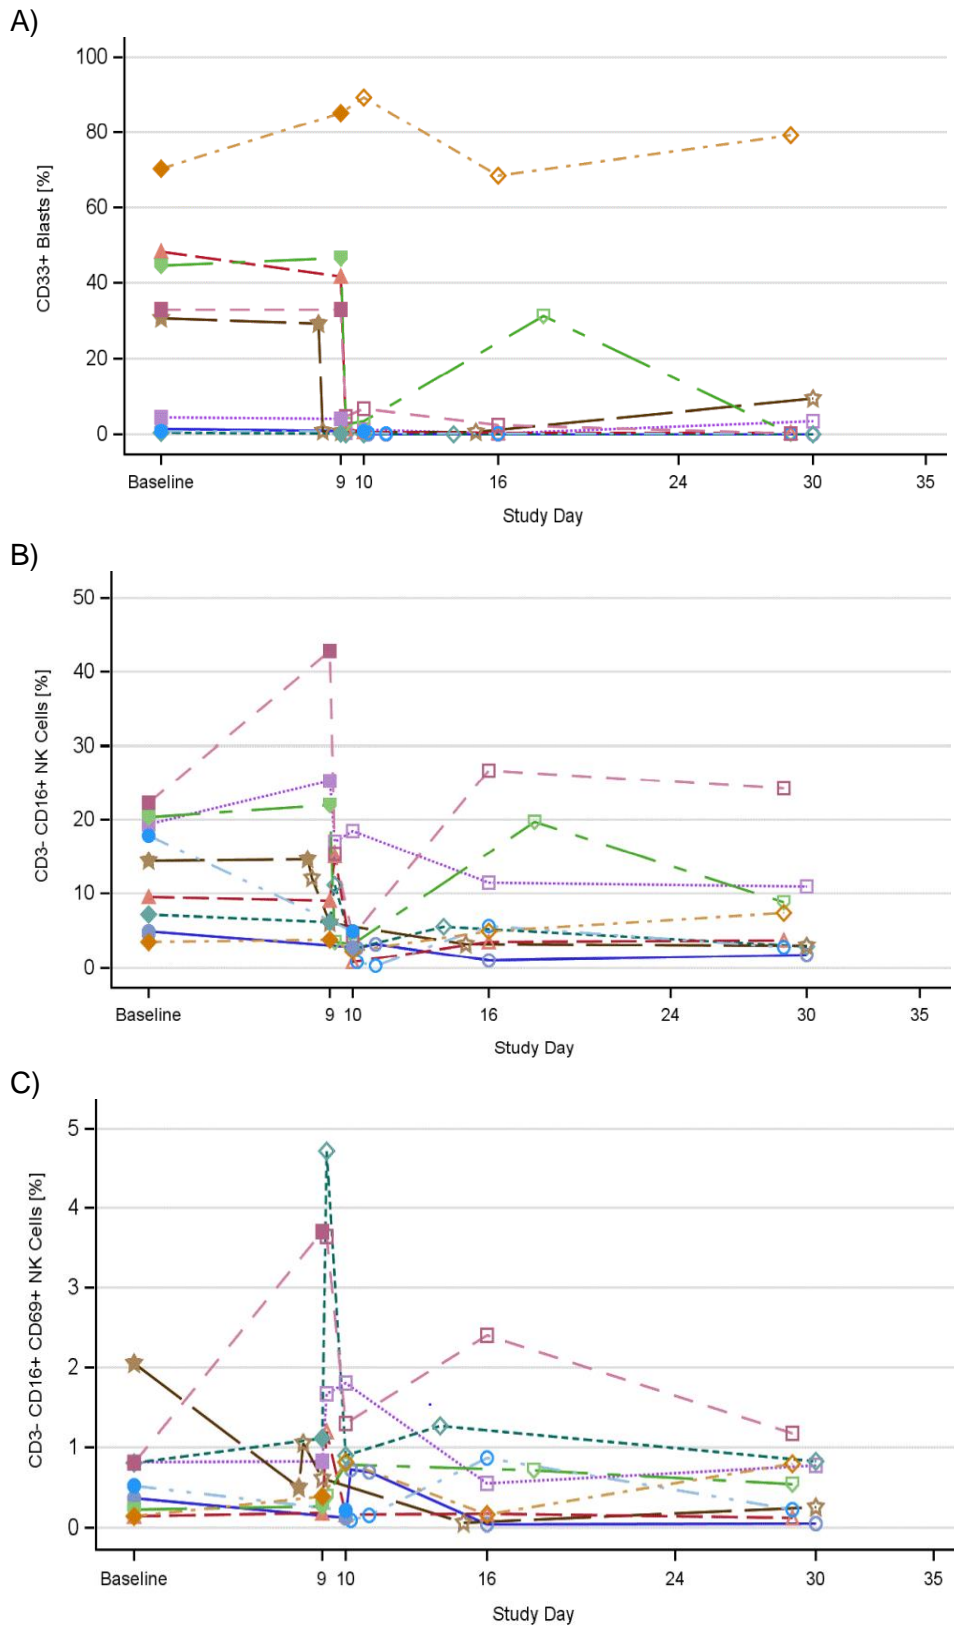 A)
CD33+ Blasts [%]
100
80
60
40
20
0
Baseline 9 10 16 24 30 35
Study Day
B)
CD3- CD16+ NK Cells [%]
50
40
30
20
10
0
Baseline 9 10 16 24 30 35
Study Day
C)
CD3- CD16+ CD69+ NK Cells [%]
5
4
3
2
1
0
Baseline 9 10 16 24 30 35
Study Day